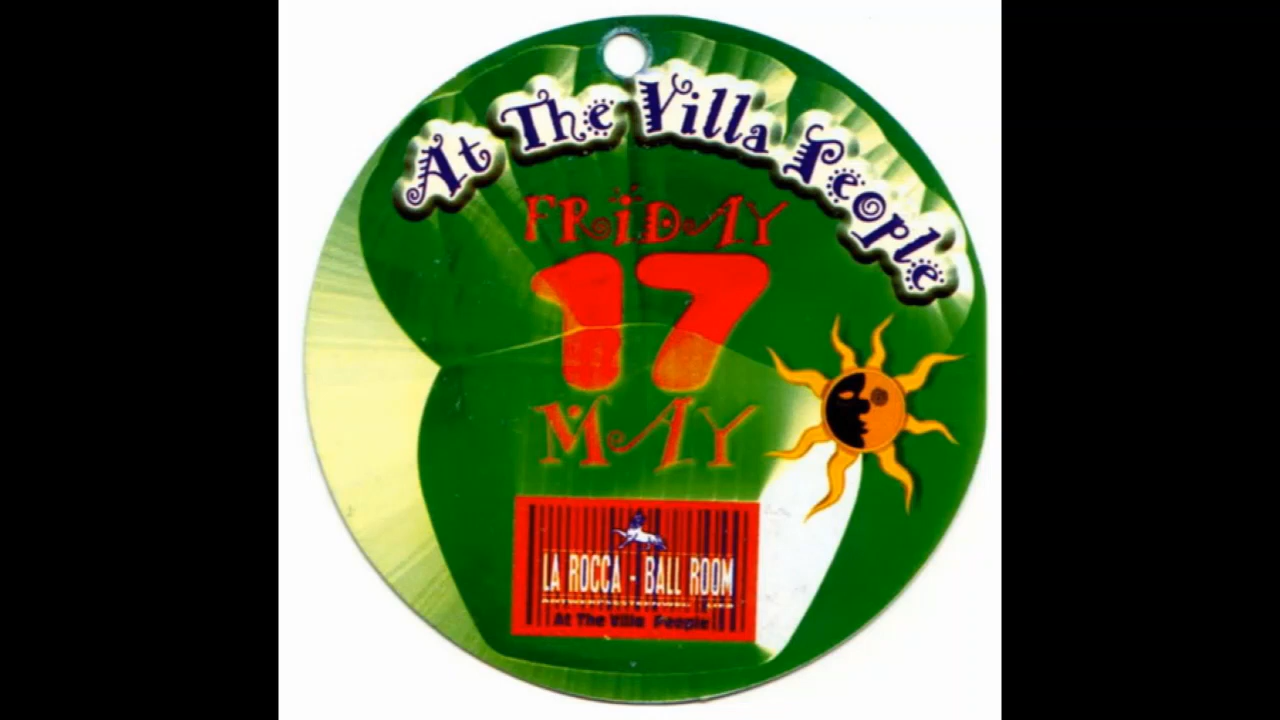 At The Villa People
FRiDAY
17
MAY
LA ROCCA - BALL ROOM
At The Villa People